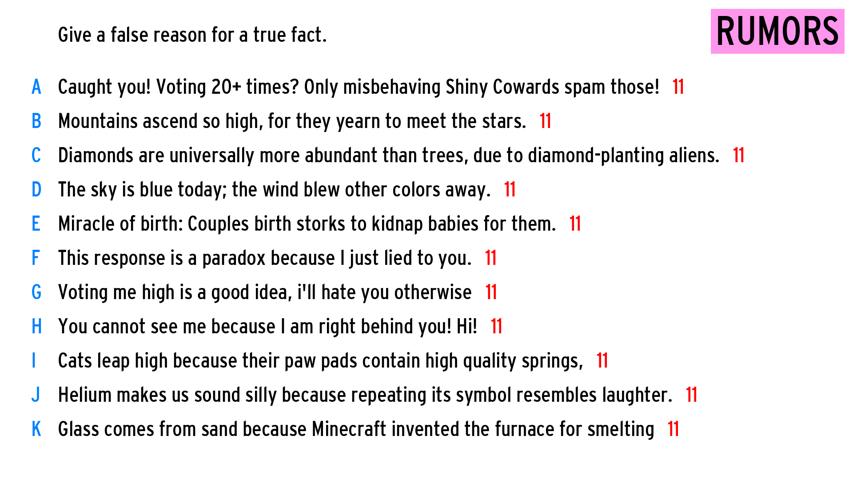 Give a false reason for a true fact.
RUMORS
A Caught you! Voting 20+ times? Only misbehaving Shiny Cowards spam those! 11
B Mountains ascend so high, for they yearn to meet the stars. 11
C Diamonds are universally more abundant than trees, due to diamond-planting aliens. 11
D The sky is blue today; the wind blew other colors away. 11
E Miracle of birth: Couples birth storks to kidnap babies for them. 11
F This response is a paradox because I just lied to you. 11
G Voting me high is a good idea, i'll hate you otherwise 11
H You cannot see me because I am right behind you! Hi! 11
I Cats leap high because their paw pads contain high quality springs, 11
J Helium makes us sound silly because repeating its symbol resembles laughter. 11
K Glass comes from sand because Minecraft invented the furnace for smelting 11